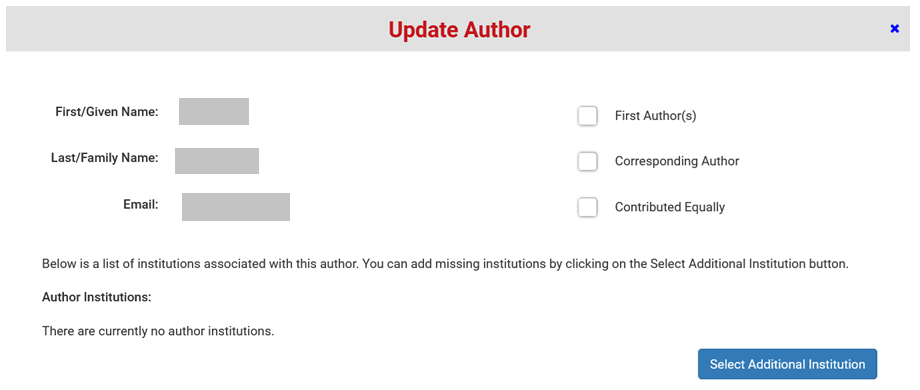 Update Author
First/Given Name:
First Author(s)
Last/Family Name:
Corresponding Author
Email:
Contributed Equally
Below is a list of institutions associated with this author. You can add missing institutions by clicking on the Select Additional Institution button.
Author Institutions:
There are currently no author institutions.
Select Additional Institution